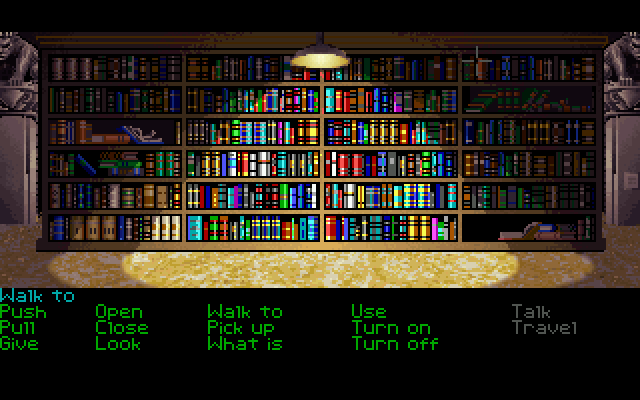 Walk to
Push Open Walk to Use Talk
Pull Close Pick up Turn on Travel
Give Look What is Turn off